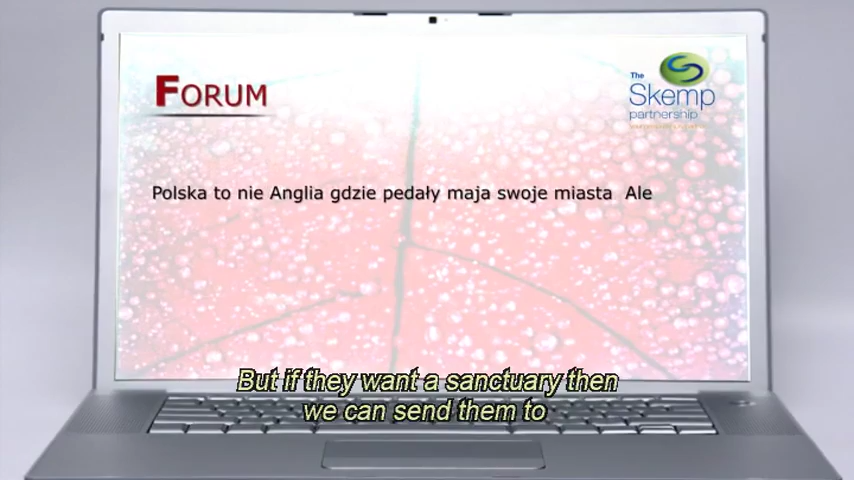 FORUM
The
Skemp
partnership
Polska to nie Anglia gdzie pedały maja swoje miasta Ale
But if they want a sanctuary then
we can send them to